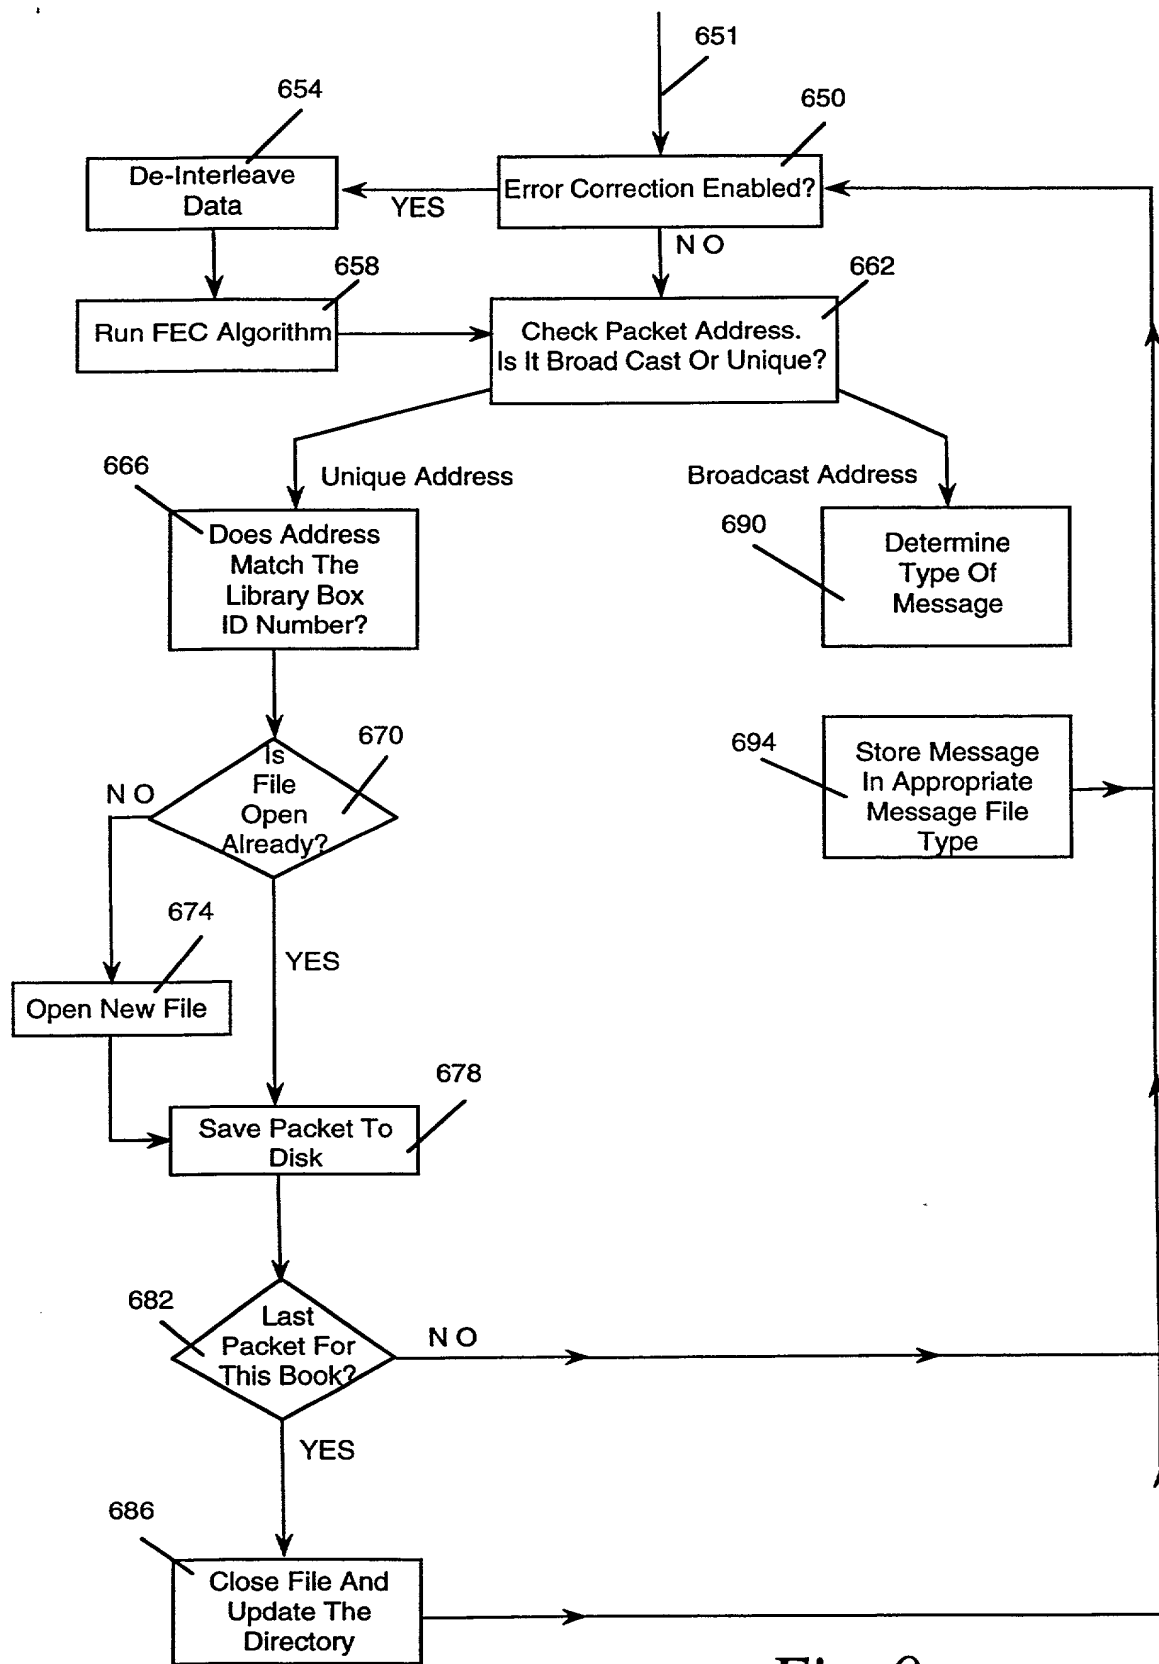 651
654
650
De-Interleave
Data
YES
Error Correction Enabled?
N O
658
662
Run FEC Algorithm
Check Packet Address.
Is It Broad Cast Or Unique?
666
Unique Address
Broadcast Address
Does Address
Match The
Library Box
ID Number?
690
Determine
Type Of
Message
670
Is
File
Open
Already?
N O
694
Store Message
In Appropriate
Message File
Type
674
YES
Open New File
678
Save Packet To
Disk
682
Last
Packet For
This Book?
N O
YES
686
Close File And
Update The
Directory